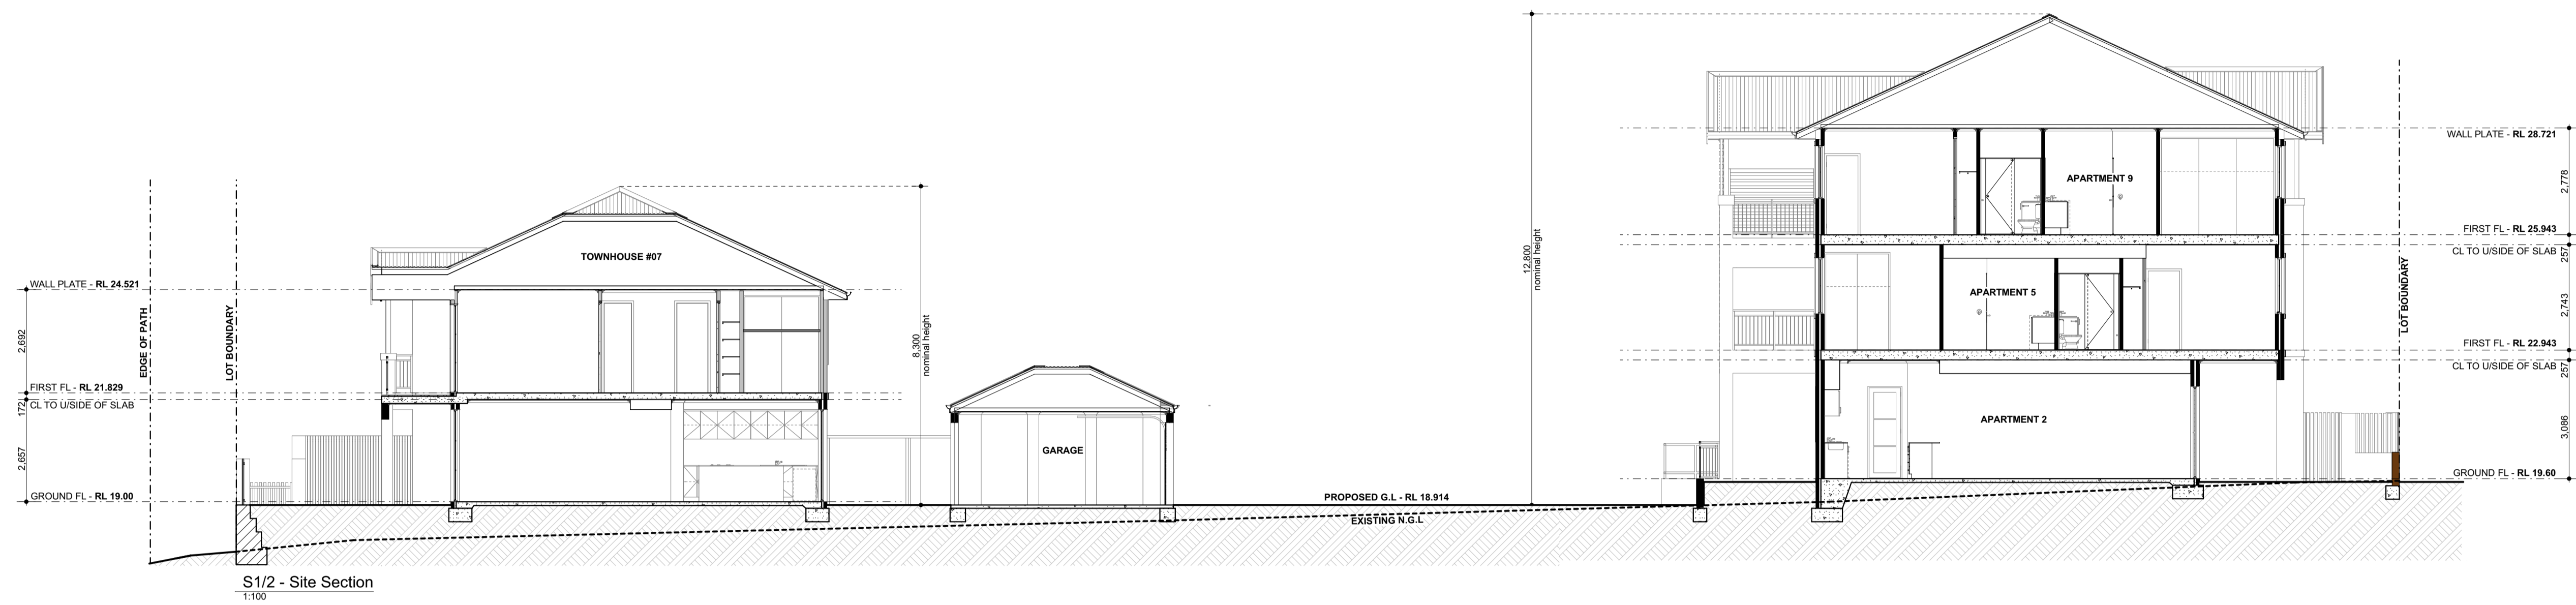 12,800
nominal height
WALL PLATE - RL 28.721
2,778
APARTMENT 9
FIRST FL - RL 25.943
257
CL TO U/SIDE OF SLAB
TOWNHOUSE #07
WALL PLATE - RL 24.521
2,692
EDGE OF PATH
LOT BOUNDARY
8,300
nominal height
APARTMENT 5
2,743
LOT BOUNDARY
FIRST FL - RL 22.943
257
CL TO U/SIDE OF SLAB
FIRST FL - RL 21.829
172
CL TO U/SIDE OF SLAB
2,657
GROUND FL - RL 19.00
GARAGE
APARTMENT 2
3,086
GROUND FL - RL 19.60
PROPOSED G.L - RL 18.914
EXISTING N.G.L
S1/2 - Site Section
1:100